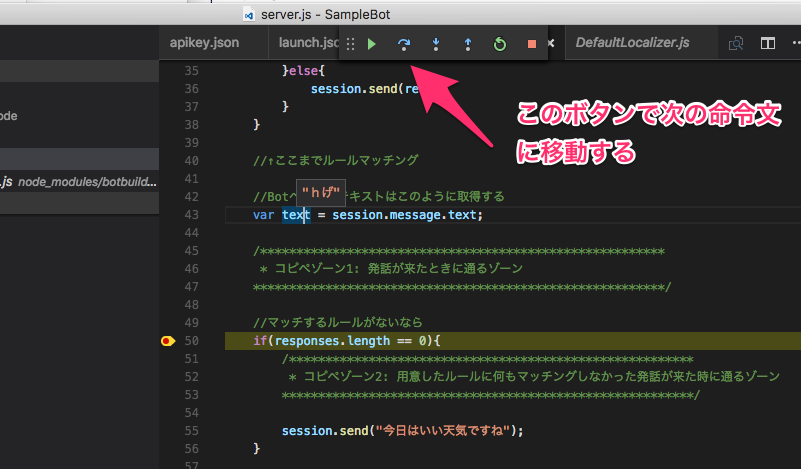 server.js - SampleBot
apikey.json
DefaultLocalizer.js
35 }else{
36 session.send(
37 }
38 }
39
40 //↑ここまでルールマッチング
41
42 //Bot テキストはこのように取得する
"hげ"
43 var text = session.message.text;
44
45 /*********************************************************
46 * コピペゾーン1: 発話が来たときに通るゾーン
47 **********************************************************/
48
49 //マッチするルールがないなら
50 if(responses.length == 0){
51 /*********************************************************
52 * コピペゾーン2: 用意したルールに何もマッチングしなかった発話が来た時に通るゾーン
53 **********************************************************/
54
55 session.send("今日はいい天気ですね");
56 }
57
このボタンで次の命令文
に移動する
.js node_modules/botbuild...